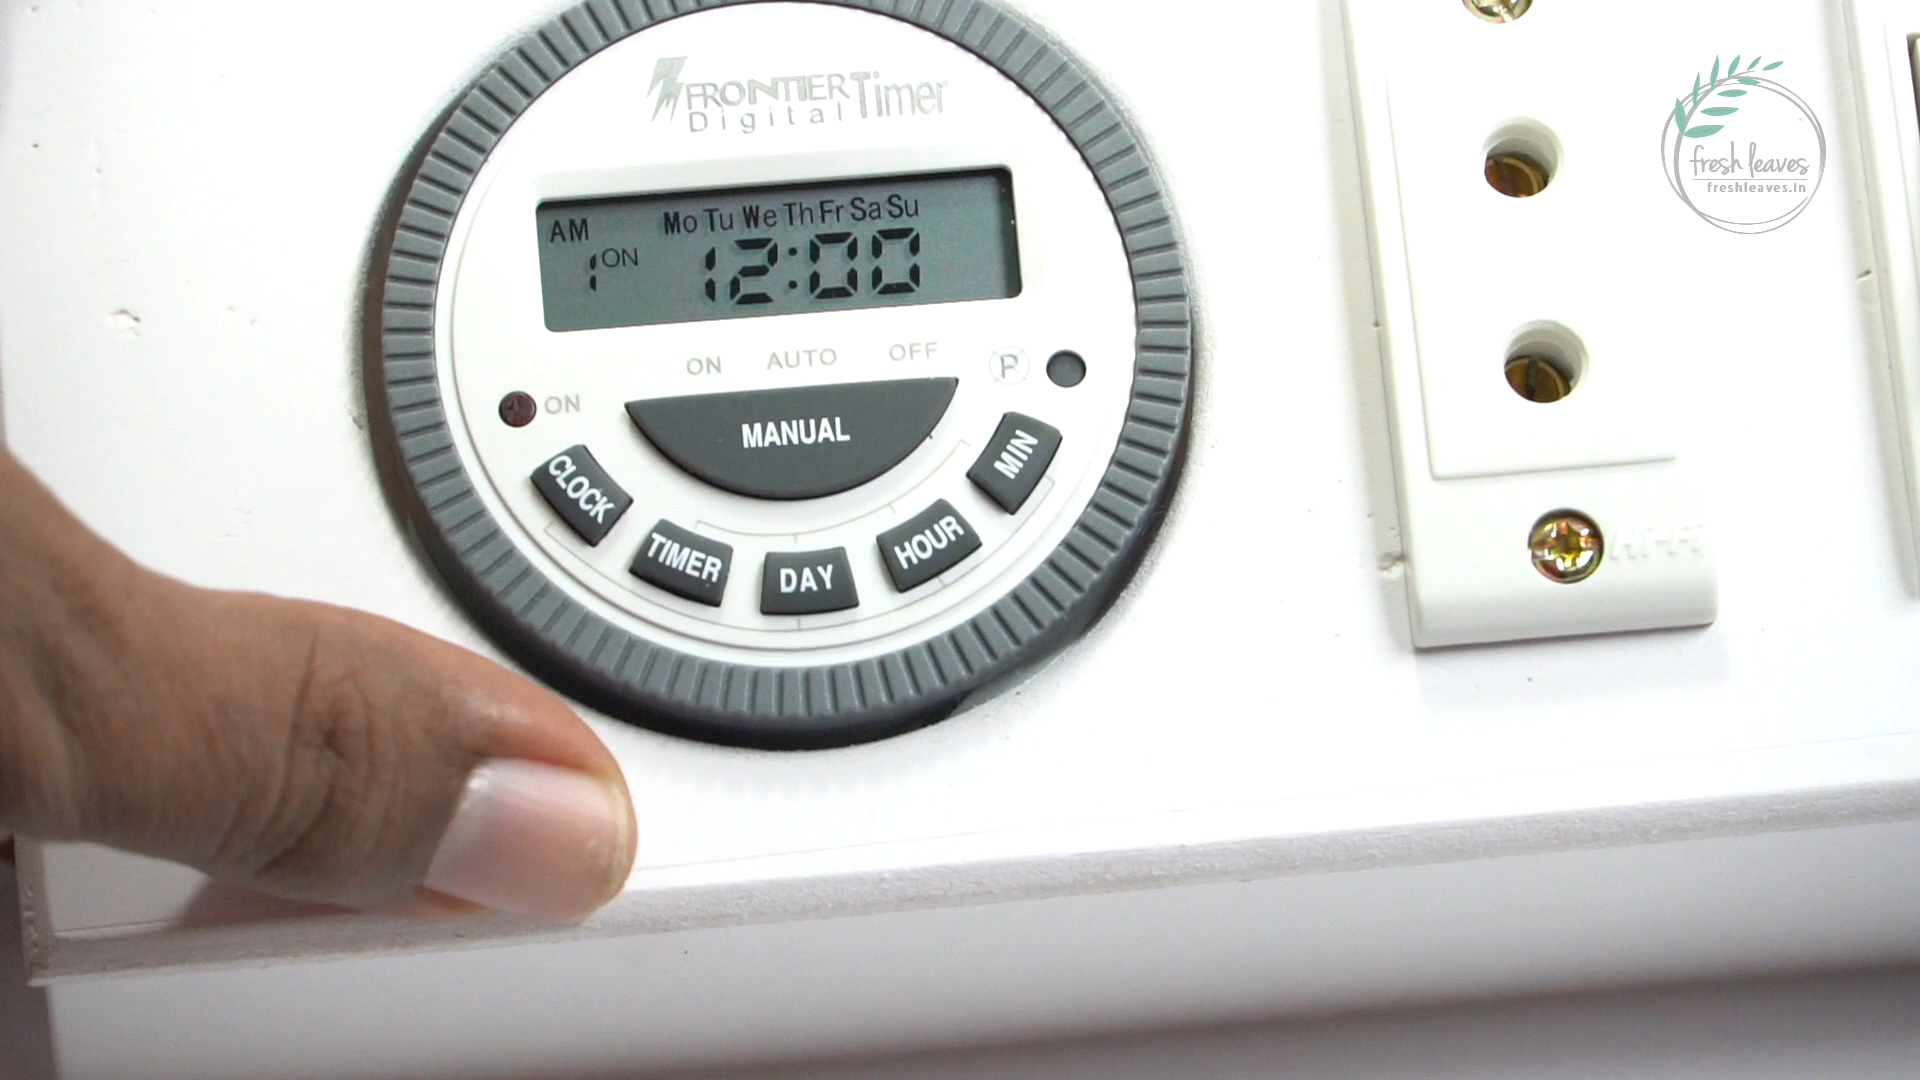 FRONTIER Timer
Digital
fresh leaves
freshleaves.in
AM Mo Tu We Th Fr Sa Su
1 ON 12:00
ON AUTO OFF
P
ON
MANUAL
CLOCK
TIMER
DAY
HOUR
MIN